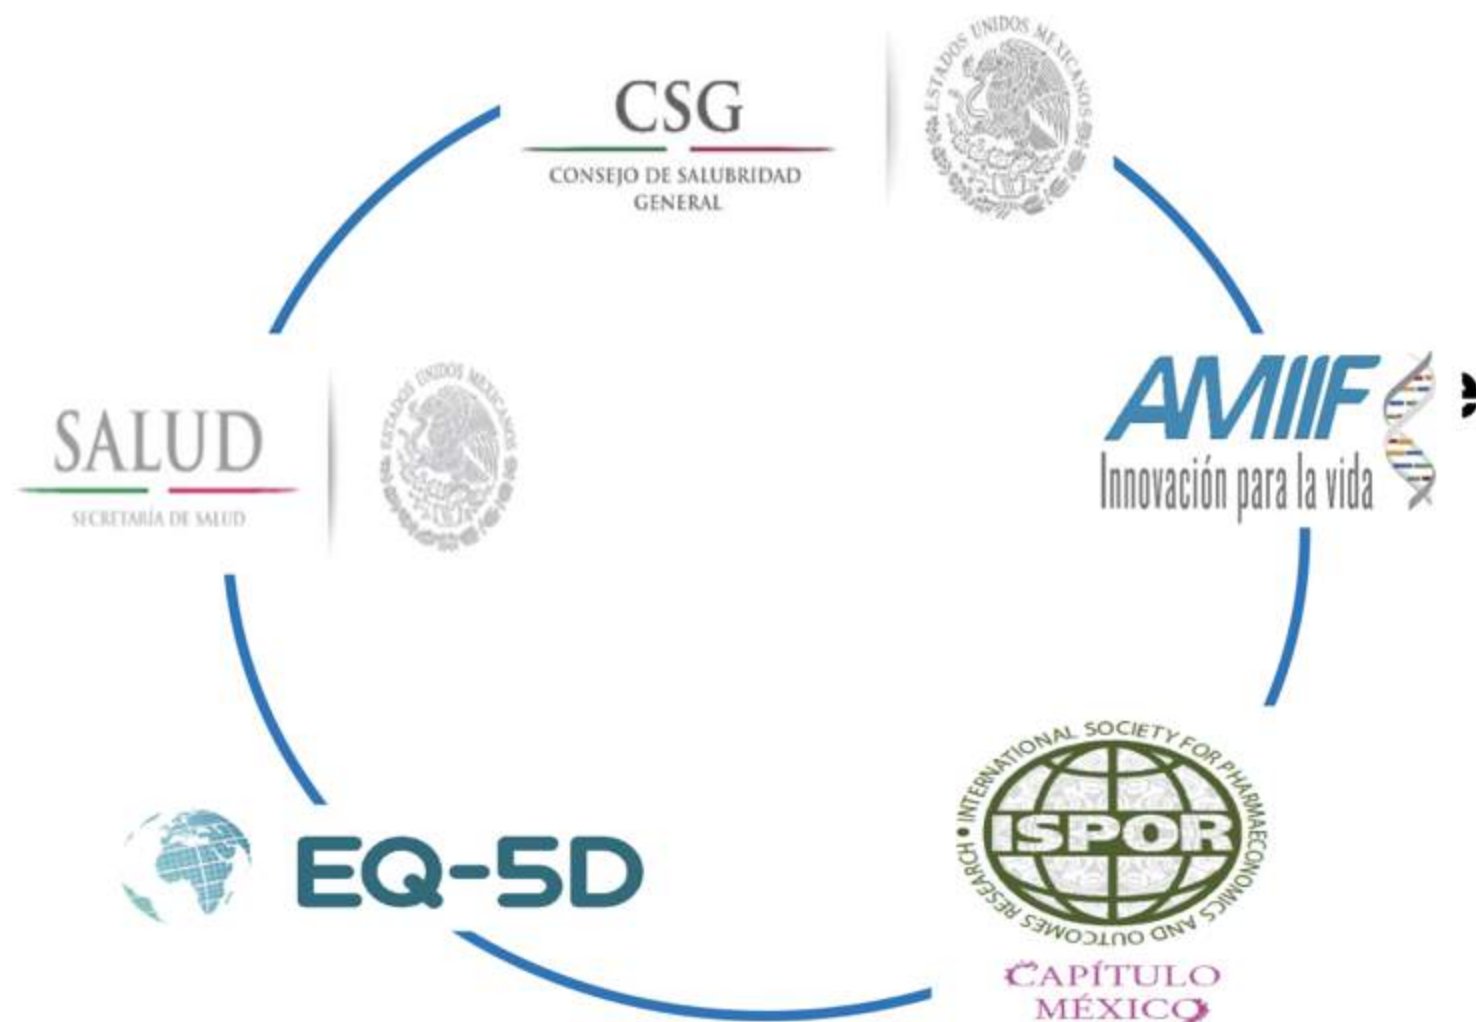 CSG
CONSEJO DE SALUBRIDAD
GENERAL
ESTADOS UNIDOS MEXICANOS
SALUD
SECRETARÍA DE SALUD
ESTADOS UNIDOS MEXICANOS
AMIIF
Innovación para la vida
EQ-5D
INTERNATIONAL SOCIETY FOR PHARMAECONOMICS AND OUTCOMES RESEARCH •
ISPOR
CAPÍTULO
MÉXICO